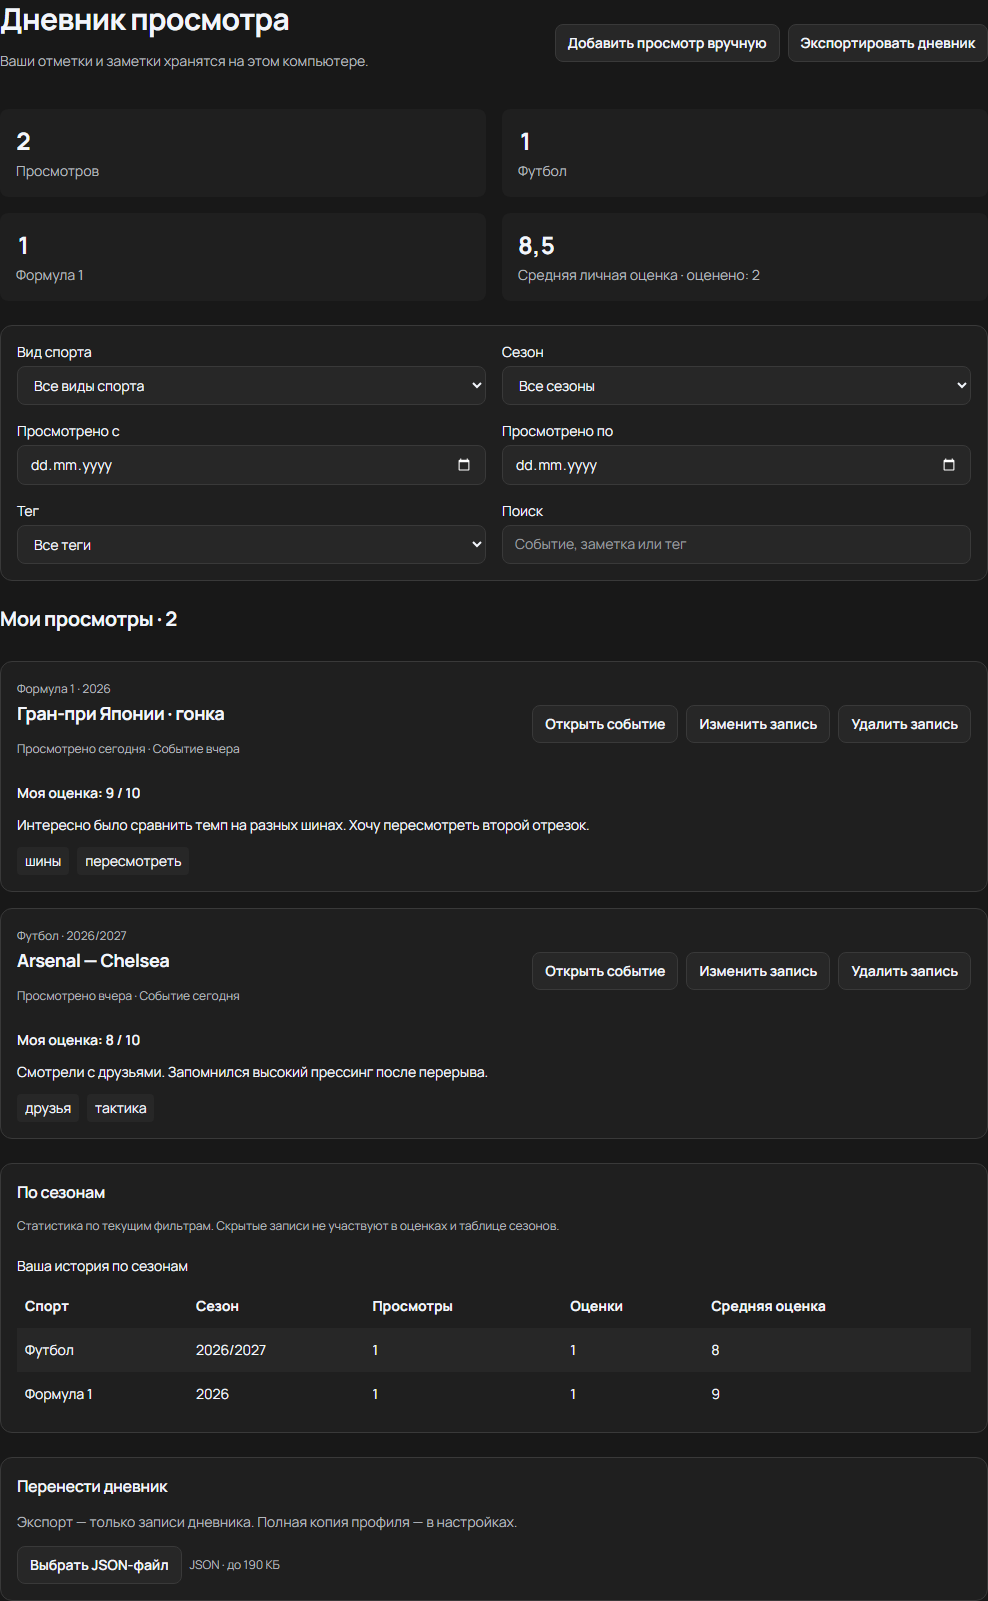 Дневник просмотра
Ваши отметки и заметки хранятся на этом компьютере.
Добавить просмотр вручную
Экспортировать дневник
2
Просмотров
1
Футбол
1
Формула 1
8,5
Средняя личная оценка · оценено: 2
Вид спорта
Все виды спорта
Сезон
Все сезоны
Просмотрено с
dd.mm.yyyy
Просмотрено по
dd.mm.yyyy
Тег
Все теги
Поиск
Событие, заметка или тег
Мои просмотры · 2
Формула 1 · 2026
Гран-при Японии · гонка
Просмотрено сегодня · Событие вчера
Открыть событие
Изменить запись
Удалить запись
Моя оценка: 9 / 10
Интересно было сравнить темп на разных шинах. Хочу пересмотреть второй отрезок.
шины пересмотреть
Футбол · 2026/2027
Arsenal — Chelsea
Просмотрено вчера · Событие сегодня
Открыть событие
Изменить запись
Удалить запись
Моя оценка: 8 / 10
Смотрели с друзьями. Запомнился высокий прессинг после перерыва.
друзья тактика
По сезонам
Статистика по текущим фильтрам. Скрытые записи не участвуют в оценках и таблице сезонов.
Ваша история по сезонам
Спорт Сезон Просмотры Оценки Средняя оценка
Футбол 2026/2027 1 1 8
Формула 1 2026 1 1 9
Перенести дневник
Экспорт — только записи дневника. Полная копия профиля — в настройках.
Выбрать JSON-файл JSON · до 190 КБ